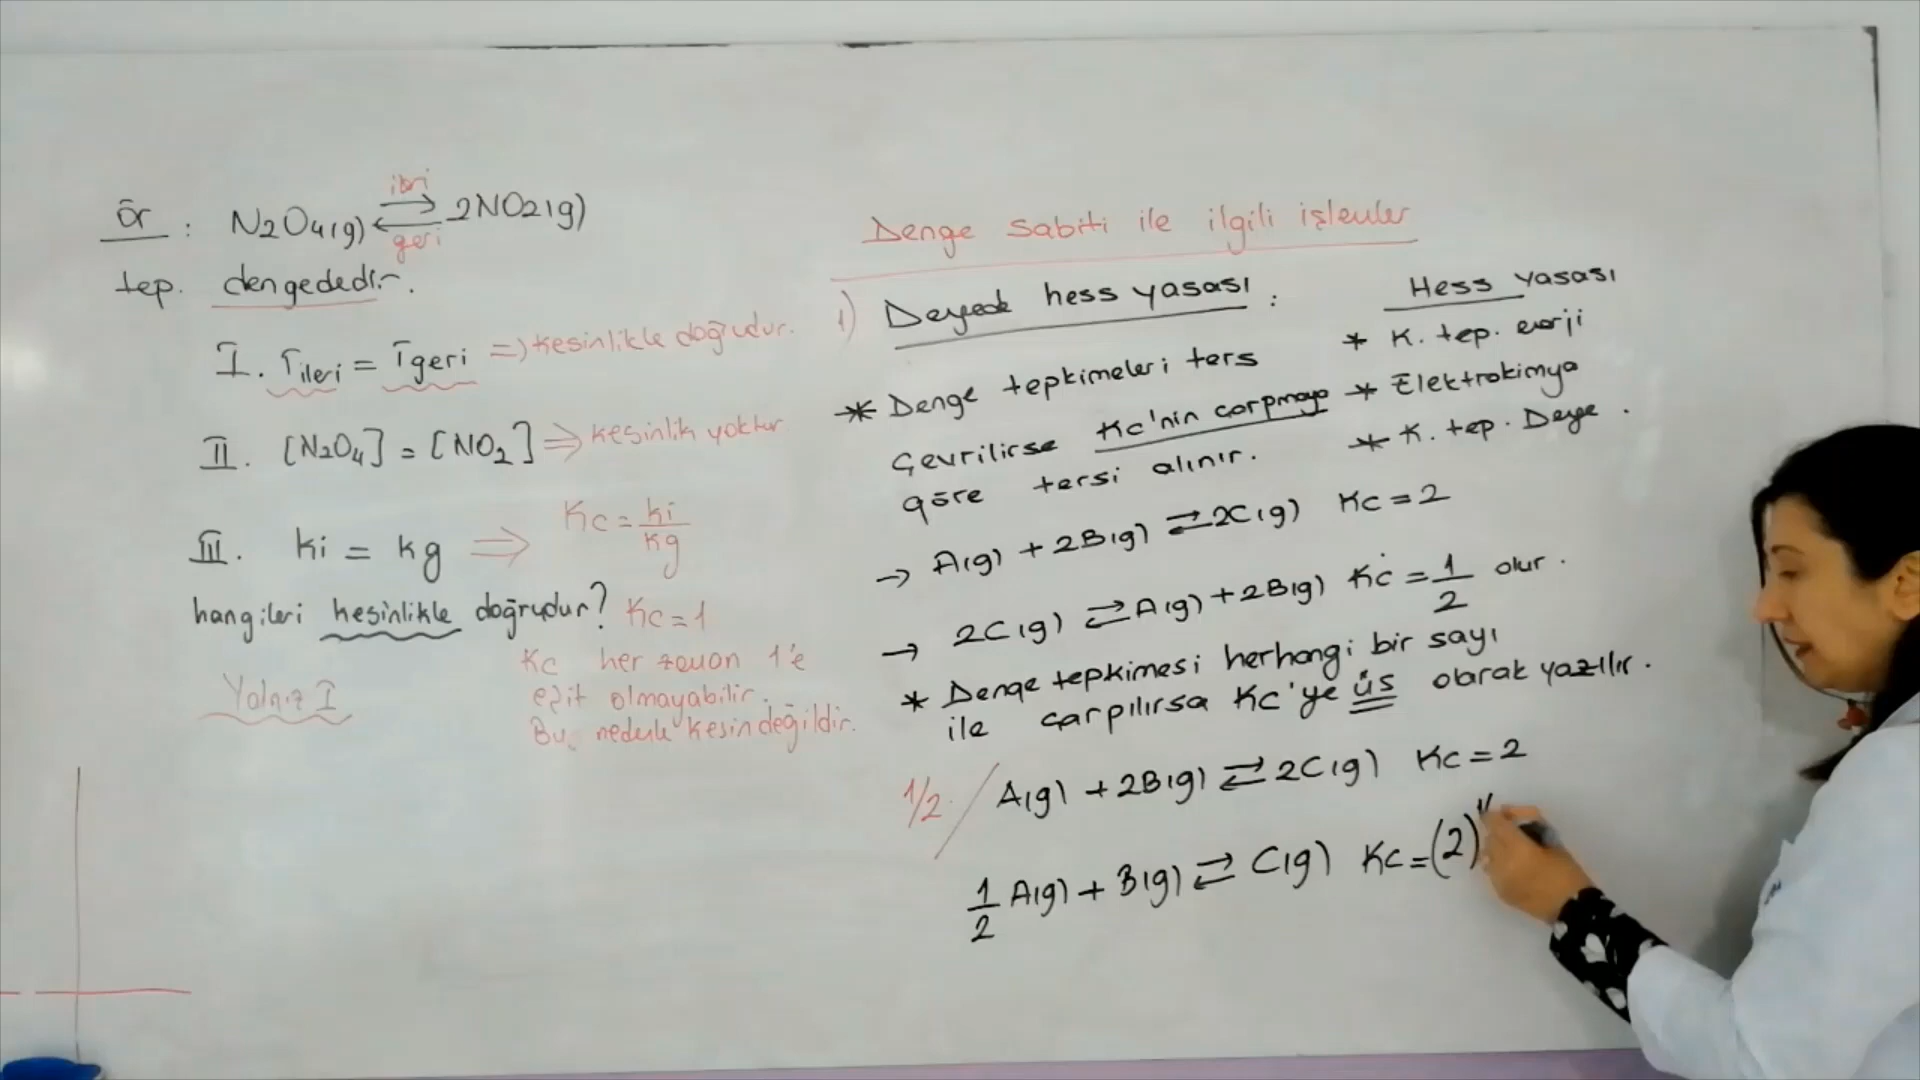 ör : N2O4(g) ⇄ 2NO2(g)
ileri
geri
tep. dengededir.
I. rileri = rgeri => kesinlikle doğrudur.
II. [N2O4] = [NO2] => kesinlik yoktur
III. ki = kg => Kc = ki/kg
hangileri kesinlikle doğrudur? Kc=1
Yalnız I
Kc her zaman 1'e
eşit olmayabilir.
Bu nedenle kesin değildir.
Denge sabiti ile ilgili işlemler
1) Dengede hess yasası :
* Denge tepkimeleri ters
çevrilirse Kc'nin çarpmaya
göre tersi alınır.
Hess yasası
* K. tep. enerji
* Elektrokimya
* K. tep. Denge.
→ A(g) + 2B(g) ⇄ 2C(g) Kc = 2
→ 2C(g) ⇄ A(g) + 2B(g) Kc = 1/2 olur.
* Denge tepkimesi herhangi bir sayı
ile çarpılırsa Kc'ye üs olarak yazılır.
1/2 / A(g) + 2B(g) ⇄ 2C(g) Kc = 2
1/2 A(g) + B(g) ⇄ C(g) Kc = (2)